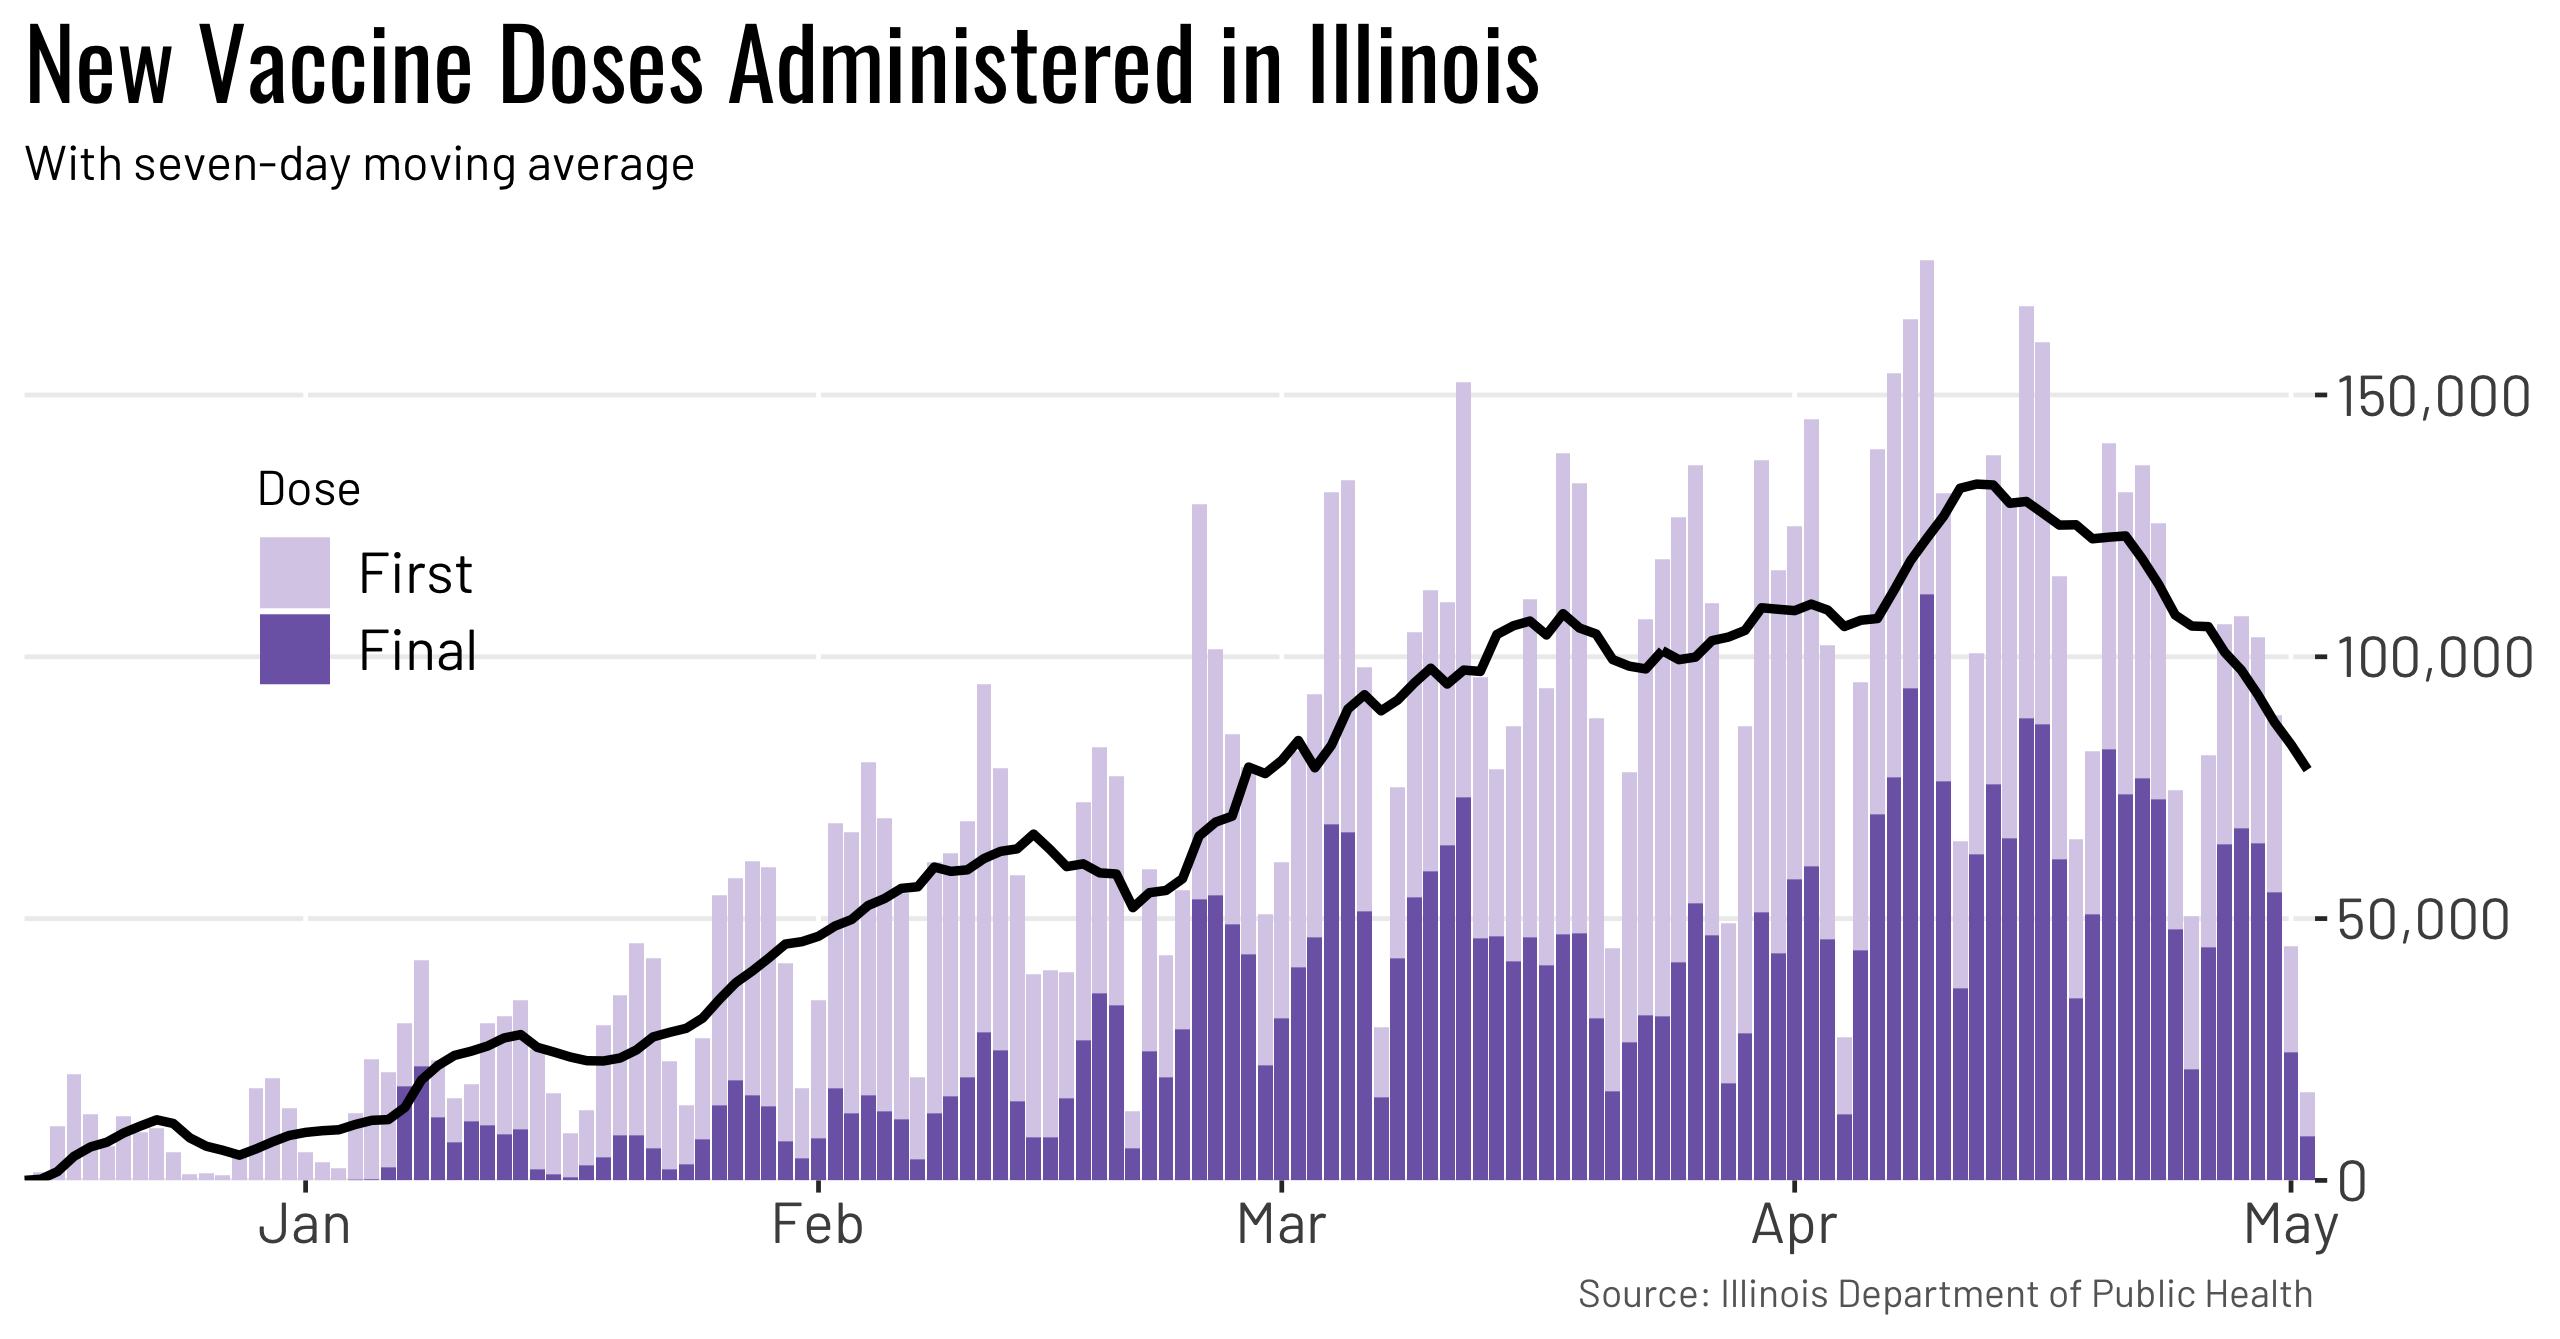 New Vaccine Doses Administered in Illinois
With seven-day moving average
150,000
Dose
First
Final
100,000
50,000
0
Jan Feb Mar Apr May
Source: Illinois Department of Public Health